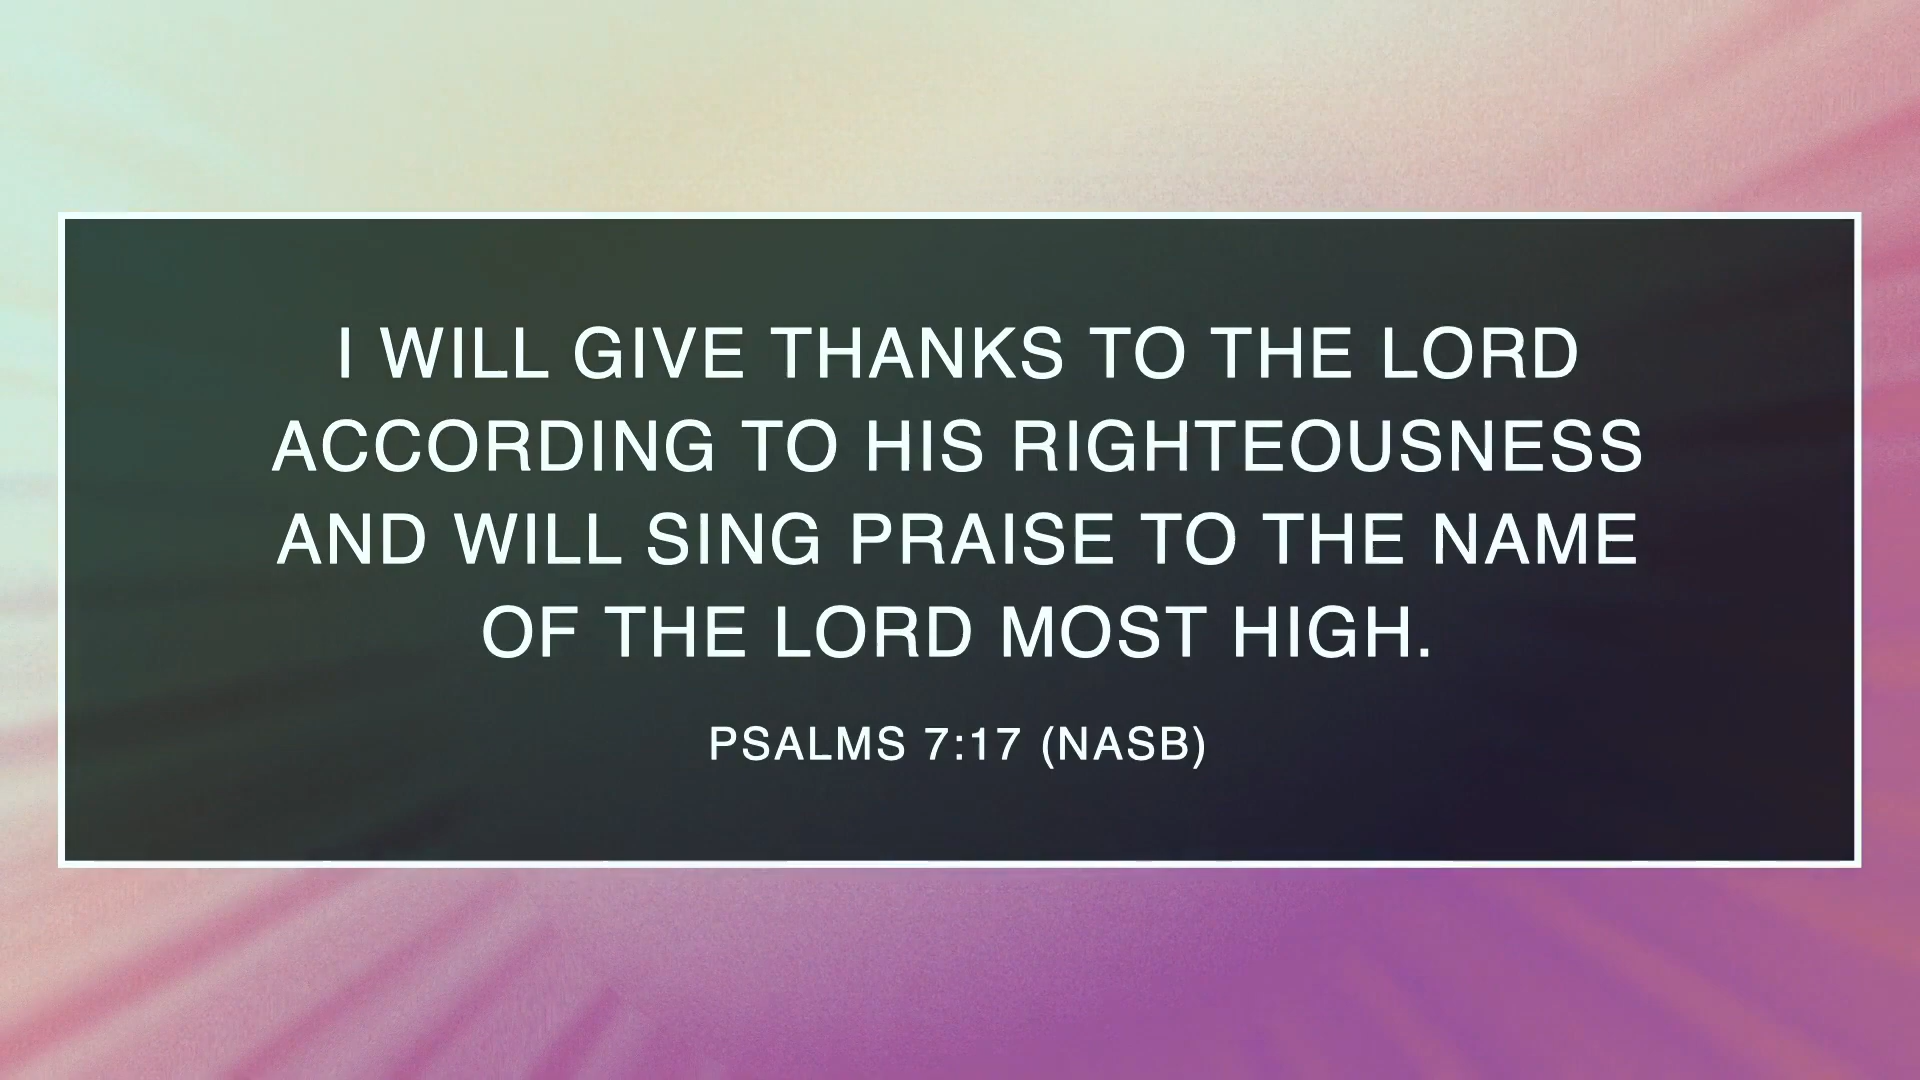 I WILL GIVE THANKS TO THE LORD
ACCORDING TO HIS RIGHTEOUSNESS
AND WILL SING PRAISE TO THE NAME
OF THE LORD MOST HIGH.
PSALMS 7:17 (NASB)